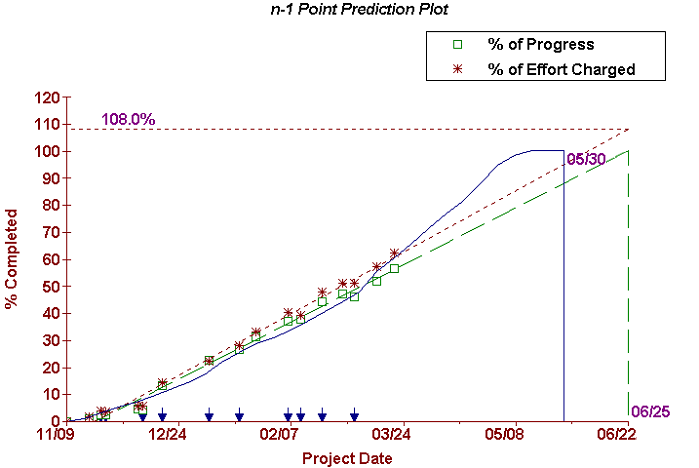 n-1 Point Prediction Plot
% of Progress
% of Effort Charged
120
110
108.0%
100
05/30
90
80
70
60
50
40
30
20
10
0
06/25
11/09 12/24 02/07 03/24 05/08 06/22
% Completed
Project Date